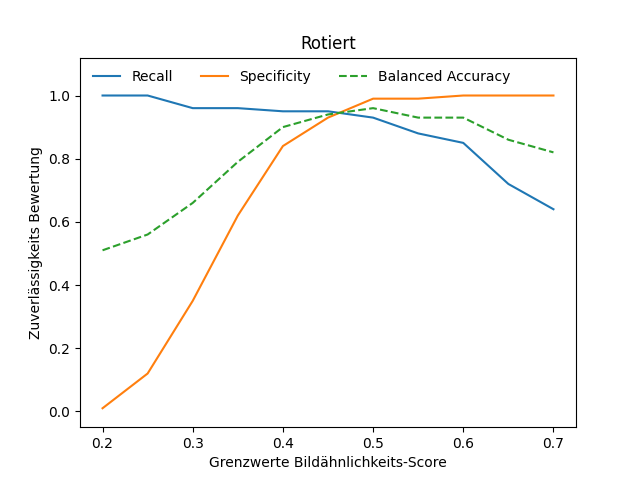 Rotiert
Recall Specificity Balanced Accuracy
1.0
0.8
0.6
0.4
0.2
0.0
Zuverlässigkeits Bewertung
0.2 0.3 0.4 0.5 0.6 0.7
Grenzwerte Bildähnlichkeits-Score